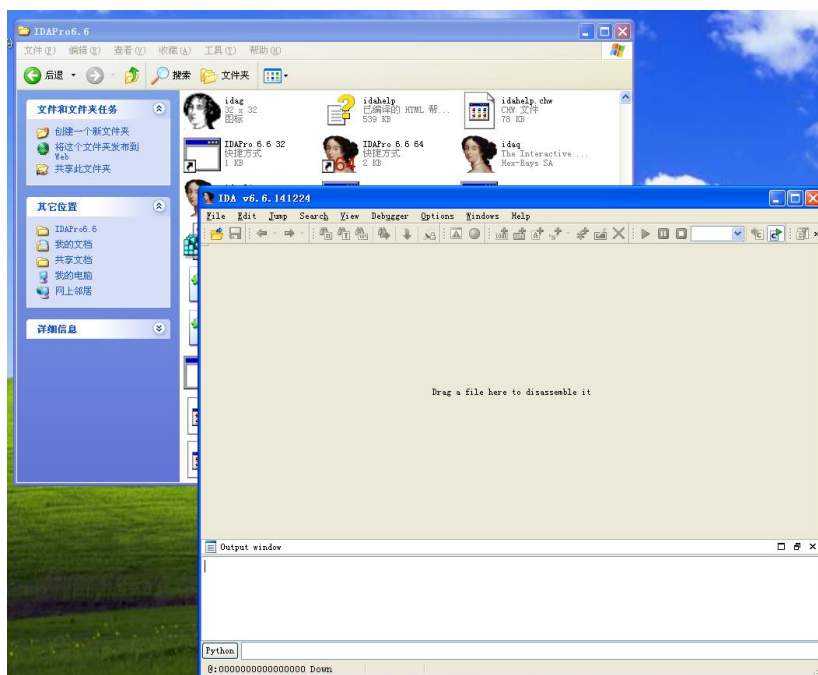 IDAPro6.6
文件(F) 编辑(E) 查看(V) 收藏(A) 工具(T) 帮助(H)
后退 搜索 文件夹
文件和文件夹任务
创建一个新文件夹
将这个文件夹发布到
Web
共享此文件夹
其它位置
IDAPro6.6
我的文档
共享文档
我的电脑
网上邻居
详细信息
idag
32 x 32
图标
idahelp
已编译的 HTML 帮...
539 KB
idahelp.chw
CHW 文件
78 KB
IDAPro 6.6 32
快捷方式
1 KB
64
IDAPro 6.6 64
快捷方式
2 KB
idaq
The Interactive ...
Hex-Rays SA
IDA v6.6.141224
File Edit Jump Search View Debugger Options Windows Help
Drag a file here to disassemble it
Output window
Python
@:0000000000000000 Down